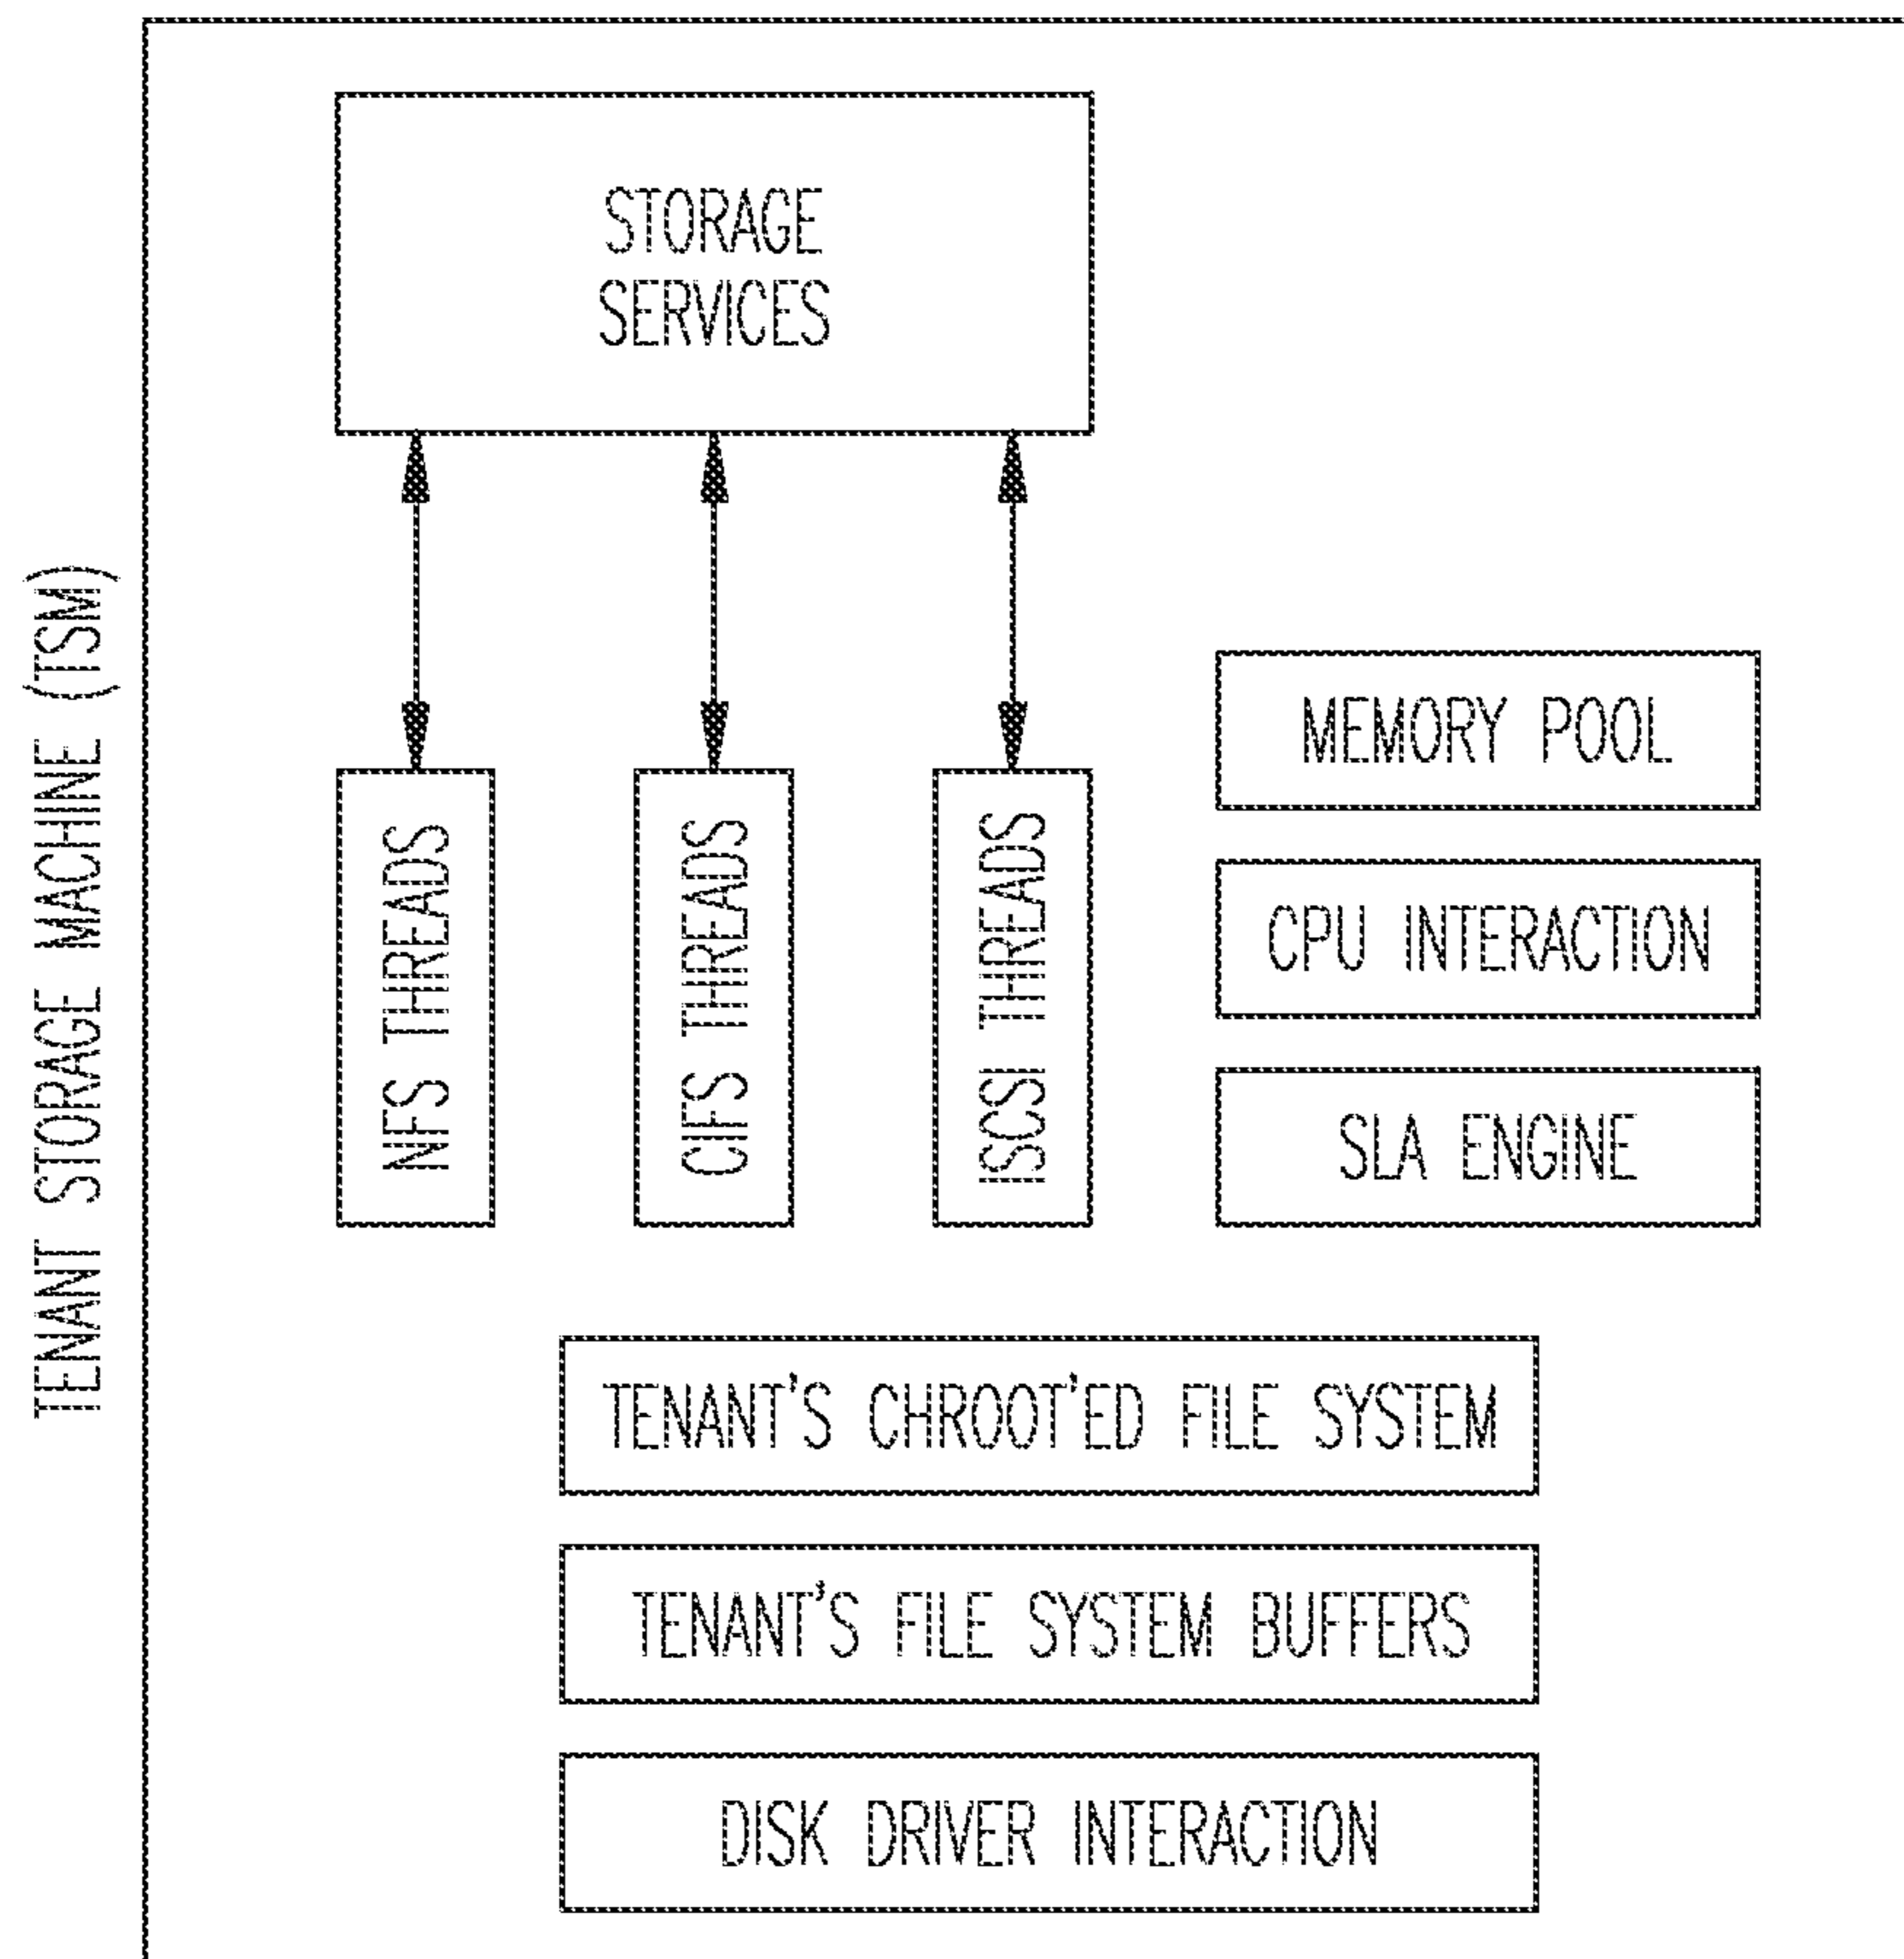 TENANT STORAGE MACHINE (TSM)
STORAGE
SERVICES
NFS THREADS
CIFS THREADS
ISCSI THREADS
MEMORY POOL
CPU INTERACTION
SLA ENGINE
TENANT'S CHROOT'ED FILE SYSTEM
TENANT'S FILE SYSTEM BUFFERS
DISK DRIVER INTERACTION